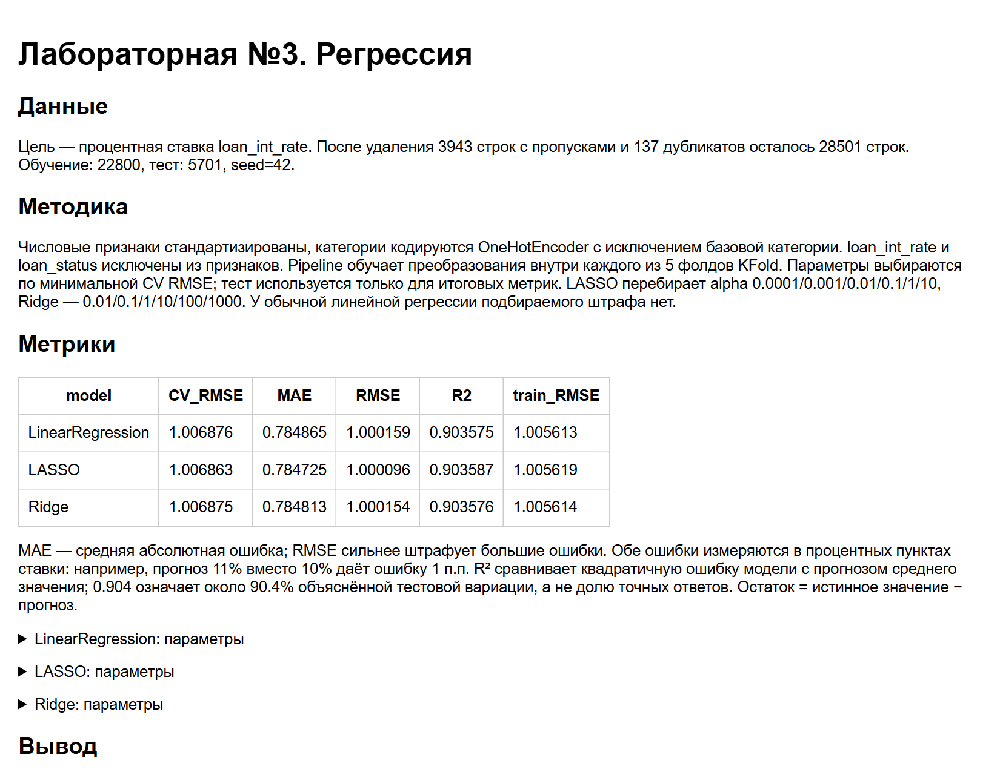 Лабораторная №3. Регрессия
Данные
Цель — процентная ставка loan_int_rate. После удаления 3943 строк с пропусками и 137 дубликатов осталось 28501 строк.
Обучение: 22800, тест: 5701, seed=42.
Методика
Числовые признаки стандартизированы, категории кодируются OneHotEncoder с исключением базовой категории. loan_int_rate и
loan_status исключены из признаков. Pipeline обучает преобразования внутри каждого из 5 фолдов KFold. Параметры выбираются
по минимальной CV RMSE; тест используется только для итоговых метрик. LASSO перебирает alpha 0.0001/0.001/0.01/0.1/1/10,
Ridge — 0.01/0.1/1/10/100/1000. У обычной линейной регрессии подбираемого штрафа нет.
Метрики
model CV_RMSE MAE RMSE R2 train_RMSE
LinearRegression 1.006876 0.784865 1.000159 0.903575 1.005613
LASSO 1.006863 0.784725 1.000096 0.903587 1.005619
Ridge 1.006875 0.784813 1.000154 0.903576 1.005614
MAE — средняя абсолютная ошибка; RMSE сильнее штрафует большие ошибки. Обе ошибки измеряются в процентных пунктах
ставки: например, прогноз 11% вместо 10% даёт ошибку 1 п.п. R² сравнивает квадратичную ошибку модели с прогнозом среднего
значения; 0.904 означает около 90.4% объяснённой тестовой вариации, а не долю точных ответов. Остаток = истинное значение −
прогноз.
▶ LinearRegression: параметры
▶ LASSO: параметры
▶ Ridge: параметры
Вывод